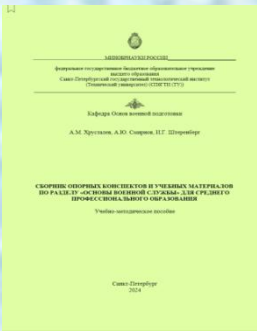 МИНОБРНАУКИ РОССИИ
федеральное государственное бюджетное образовательное учреждение
высшего образования
Санкт-Петербургский государственный технологический институт
(Технический университет) (СПбГТИ (ТУ))
Кафедра Основ военной подготовки
А.М. Хрусталев, А.Ю. Смирнов, И.Г. Штеренберг
СБОРНИК ОПОРНЫХ КОНСПЕКТОВ И УЧЕБНЫХ МАТЕРИАЛОВ
ПО РАЗДЕЛУ «ОСНОВЫ ВОЕННОЙ СЛУЖБЫ» ДЛЯ СРЕДНЕГО
ПРОФЕССИОНАЛЬНОГО ОБРАЗОВАНИЯ
Учебно-методическое пособие
Санкт-Петербург
2024